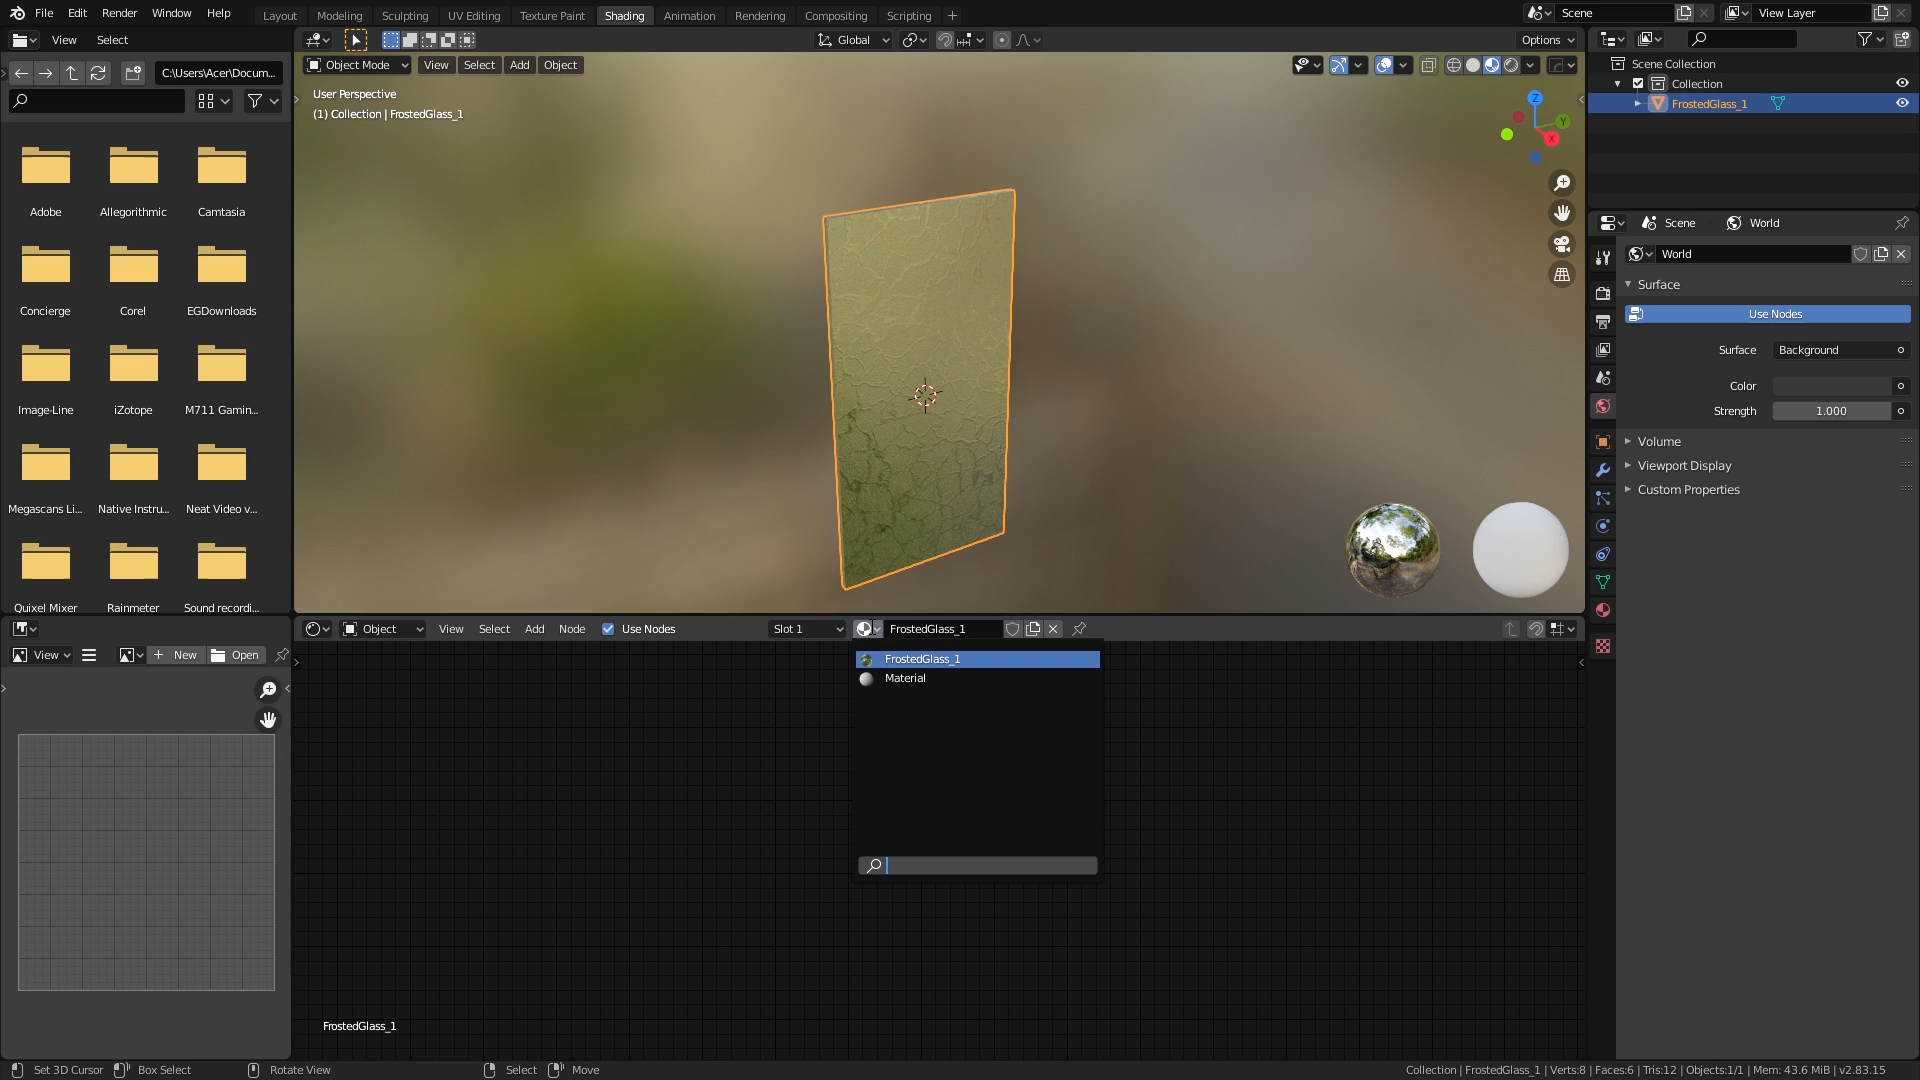 File Edit Render Window Help
Layout Modeling Sculpting UV Editing Texture Paint Shading Animation Rendering Compositing Scripting +
Scene
View Layer
View Select
Global
Options
C:\Users\Acer\Docum...
Object Mode View Select Add Object
User Perspective
(1) Collection | FrostedGlass_1
Z
Y
X
Adobe Allegorithmic Camtasia
Concierge Corel EGDownloads
Image-Line iZotope M711 Gamin...
Megascans Li... Native Instru... Neat Video v...
Quixel Mixer Rainmeter Sound recordi...
Scene Collection
Collection
FrostedGlass_1
Scene World
World
Surface
Use Nodes
Surface Background
Color
Strength 1.000
Volume
Viewport Display
Custom Properties
Object View Select Add Node Use Nodes Slot 1 FrostedGlass_1
View + New Open
FrostedGlass_1
Material
FrostedGlass_1
Set 3D Cursor Box Select Rotate View Select Move
Collection | FrostedGlass_1 | Verts:8 | Faces:6 | Tris:12 | Objects:1/1 | Mem: 43.6 MiB | v2.83.15